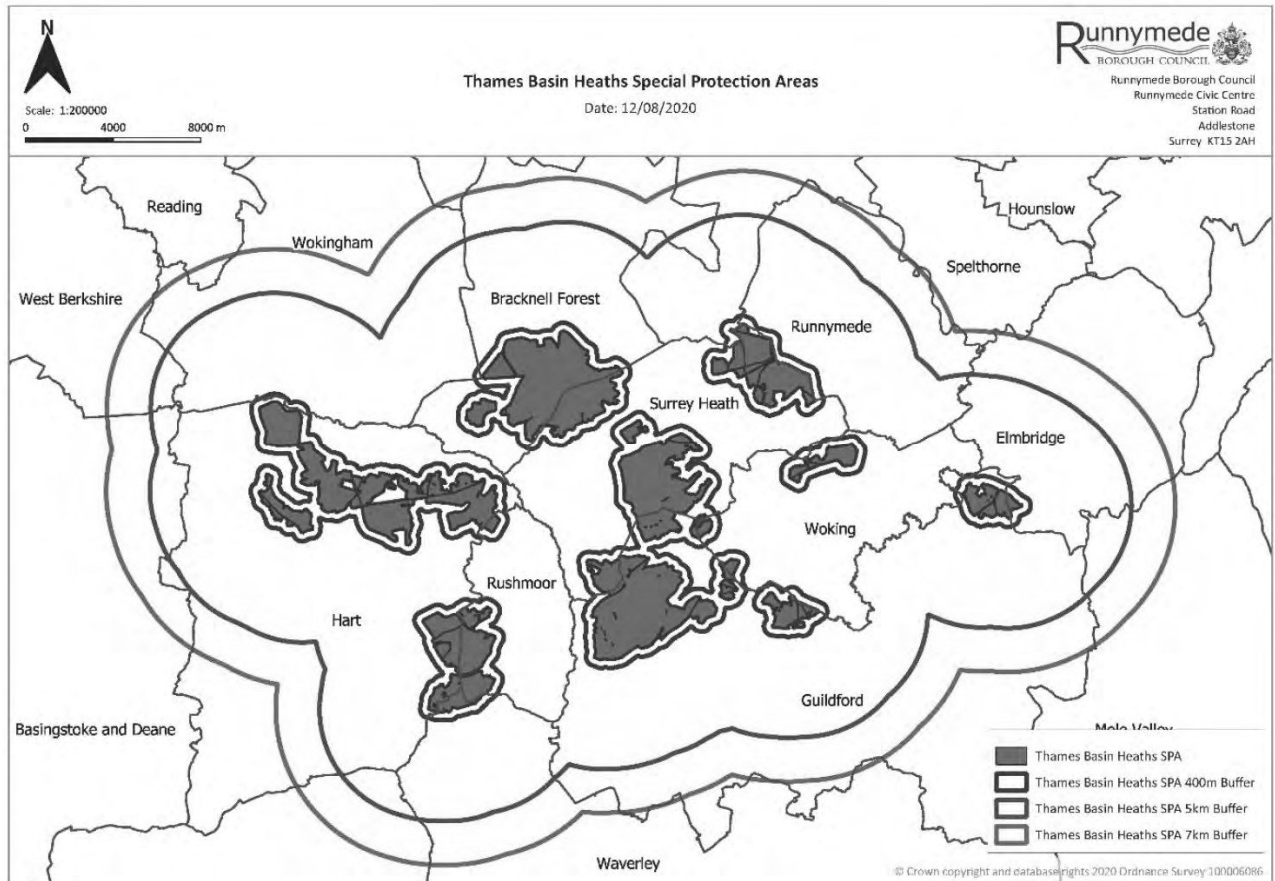 N
Scale: 1:200000
0 4000 8000 m
Thames Basin Heaths Special Protection Areas
Date: 12/08/2020
Runnymede
BOROUGH COUNCIL
Runnymede Borough Council
Runnymede Civic Centre
Station Road
Addlestone
Surrey KT15 2AH
Reading
Hounslow
Wokingham
Spelthorne
West Berkshire
Bracknell Forest
Runnymede
Surrey Heath
Elmbridge
Woking
Rushmoor
Hart
Guildford
Basingstoke and Deane
Mole Valley
Waverley
Thames Basin Heaths SPA
Thames Basin Heaths SPA 400m Buffer
Thames Basin Heaths SPA 5km Buffer
Thames Basin Heaths SPA 7km Buffer
© Crown copyright and database rights 2020 Ordnance Survey 100006086